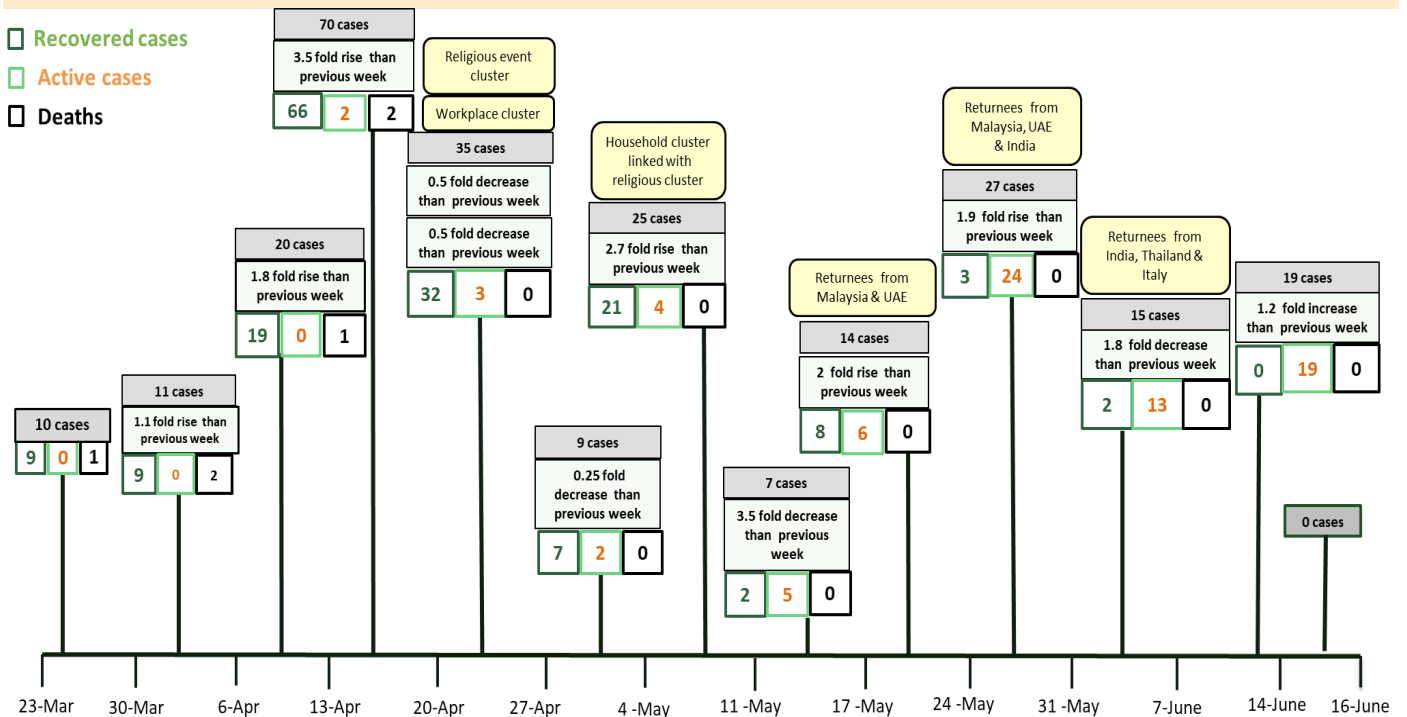 Recovered cases
Active cases
Deaths
10 cases
9 0 1
11 cases
1.1 fold rise than
previous week
9 0 2
20 cases
1.8 fold rise than
previous week
19 0 1
70 cases
3.5 fold rise than
previous week
66 2 2
Religious event
cluster
Workplace cluster
35 cases
0.5 fold decrease
than previous week
0.5 fold decrease
than previous week
32 3 0
9 cases
0.25 fold
decrease than
previous week
7 2 0
Household cluster
linked with
religious cluster
25 cases
2.7 fold rise than
previous week
21 4 0
7 cases
3.5 fold decrease
than previous
week
2 5 0
Returnees from
Malaysia & UAE
14 cases
2 fold rise than
previous week
8 6 0
Returnees from
Malaysia, UAE
& India
27 cases
1.9 fold rise than
previous week
3 24 0
Returnees from
India, Thailand &
Italy
15 cases
1.8 fold decrease
than previous week
2 13 0
19 cases
1.2 fold increase
than previous week
0 19 0
0 cases
23-Mar 30-Mar 6-Apr 13-Apr 20-Apr 27-Apr 4 -May 11 -May 17 -May 24 -May 31 -May 7-June 14-June 16-June